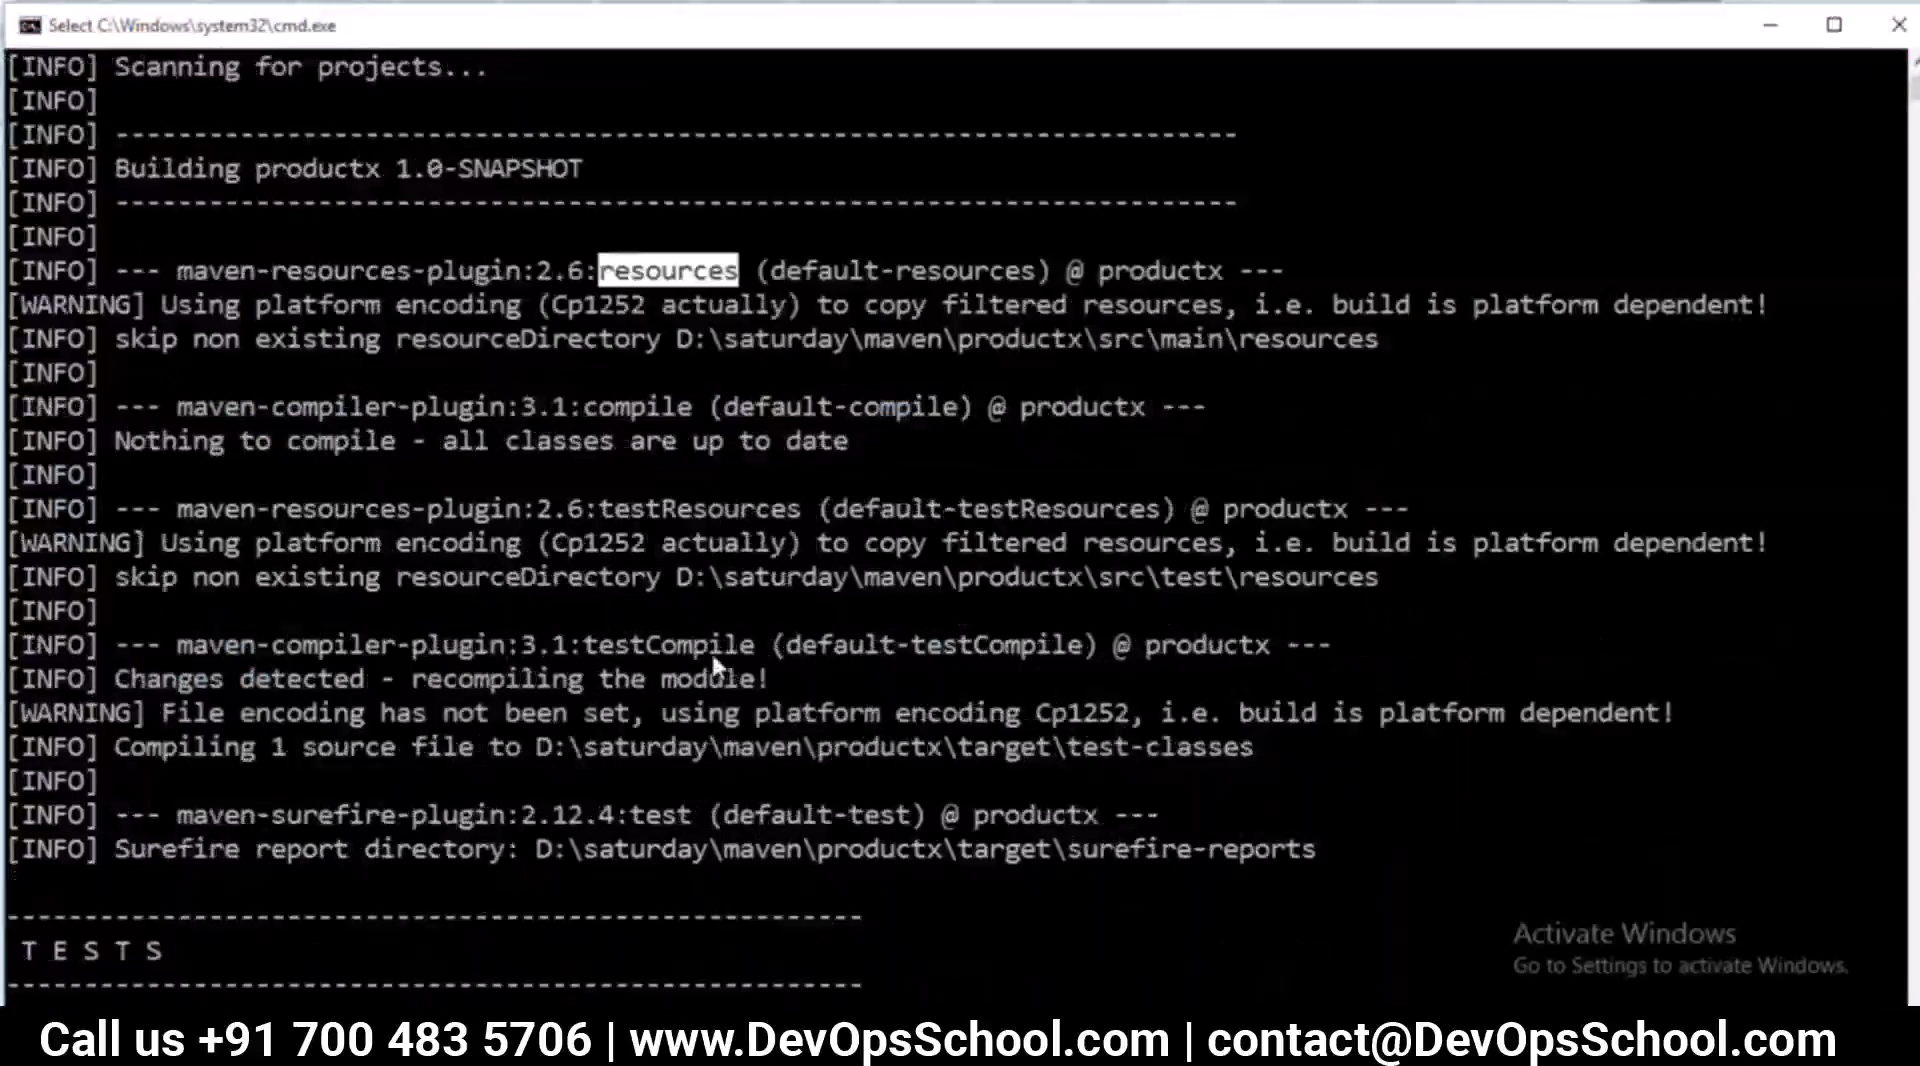 Select C:\Windows\system32\cmd.exe
[INFO] Scanning for projects...
[INFO]
[INFO] ------------------------------------------------------------------------
[INFO] Building productx 1.0-SNAPSHOT
[INFO] ------------------------------------------------------------------------
[INFO]
[INFO] --- maven-resources-plugin:2.6:resources (default-resources) @ productx ---
[WARNING] Using platform encoding (Cp1252 actually) to copy filtered resources, i.e. build is platform dependent!
[INFO] skip non existing resourceDirectory D:\saturday\maven\productx\src\main\resources
[INFO]
[INFO] --- maven-compiler-plugin:3.1:compile (default-compile) @ productx ---
[INFO] Nothing to compile - all classes are up to date
[INFO]
[INFO] --- maven-resources-plugin:2.6:testResources (default-testResources) @ productx ---
[WARNING] Using platform encoding (Cp1252 actually) to copy filtered resources, i.e. build is platform dependent!
[INFO] skip non existing resourceDirectory D:\saturday\maven\productx\src\test\resources
[INFO]
[INFO] --- maven-compiler-plugin:3.1:testCompile (default-testCompile) @ productx ---
[INFO] Changes detected - recompiling the module!
[WARNING] File encoding has not been set, using platform encoding Cp1252, i.e. build is platform dependent!
[INFO] Compiling 1 source file to D:\saturday\maven\productx\target\test-classes
[INFO]
[INFO] --- maven-surefire-plugin:2.12.4:test (default-test) @ productx ---
[INFO] Surefire report directory: D:\saturday\maven\productx\target\surefire-reports
-------------------------------------------------------
T E S T S
-------------------------------------------------------
Activate Windows
Go to Settings to activate Windows.
Call us +91 700 483 5706 | www.DevOpsSchool.com | contact@DevOpsSchool.com